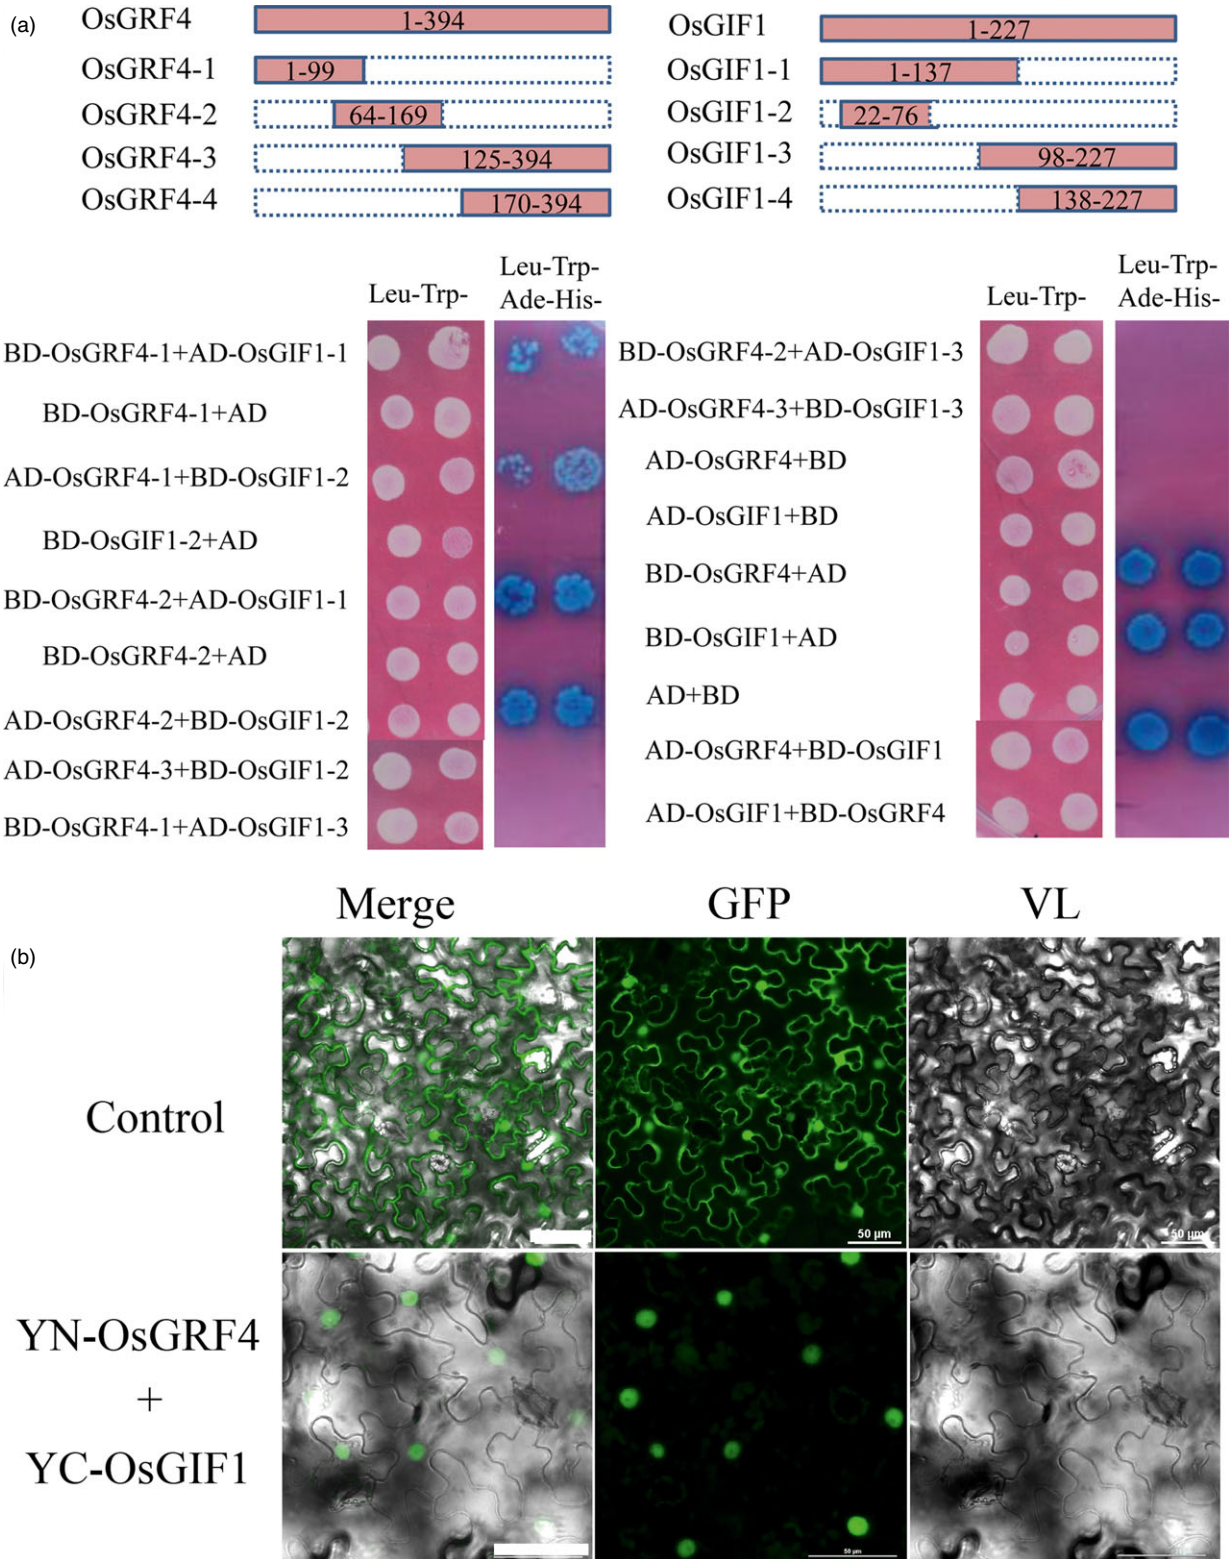 (a)
OsGRF4
1-394
OsGRF4-1
1-99
OsGRF4-2
64-169
OsGRF4-3
125-394
OsGRF4-4
170-394
OsGIF1
1-227
OsGIF1-1
1-137
OsGIF1-2
22-76
OsGIF1-3
98-227
OsGIF1-4
138-227
Leu-Trp-
Leu-Trp-
Ade-His-
BD-OsGRF4-1+AD-OsGIF1-1
BD-OsGRF4-1+AD
AD-OsGRF4-1+BD-OsGIF1-2
BD-OsGIF1-2+AD
BD-OsGRF4-2+AD-OsGIF1-1
BD-OsGRF4-2+AD
AD-OsGRF4-2+BD-OsGIF1-2
AD-OsGRF4-3+BD-OsGIF1-2
BD-OsGRF4-1+AD-OsGIF1-3
Leu-Trp-
Leu-Trp-
Ade-His-
BD-OsGRF4-2+AD-OsGIF1-3
AD-OsGRF4-3+BD-OsGIF1-3
AD-OsGRF4+BD
AD-OsGIF1+BD
BD-OsGRF4+AD
BD-OsGIF1+AD
AD+BD
AD-OsGRF4+BD-OsGIF1
AD-OsGIF1+BD-OsGRF4
(b)
Merge
GFP
VL
Control
50 µm
50 µm
YN-OsGRF4
+
YC-OsGIF1
50 µm